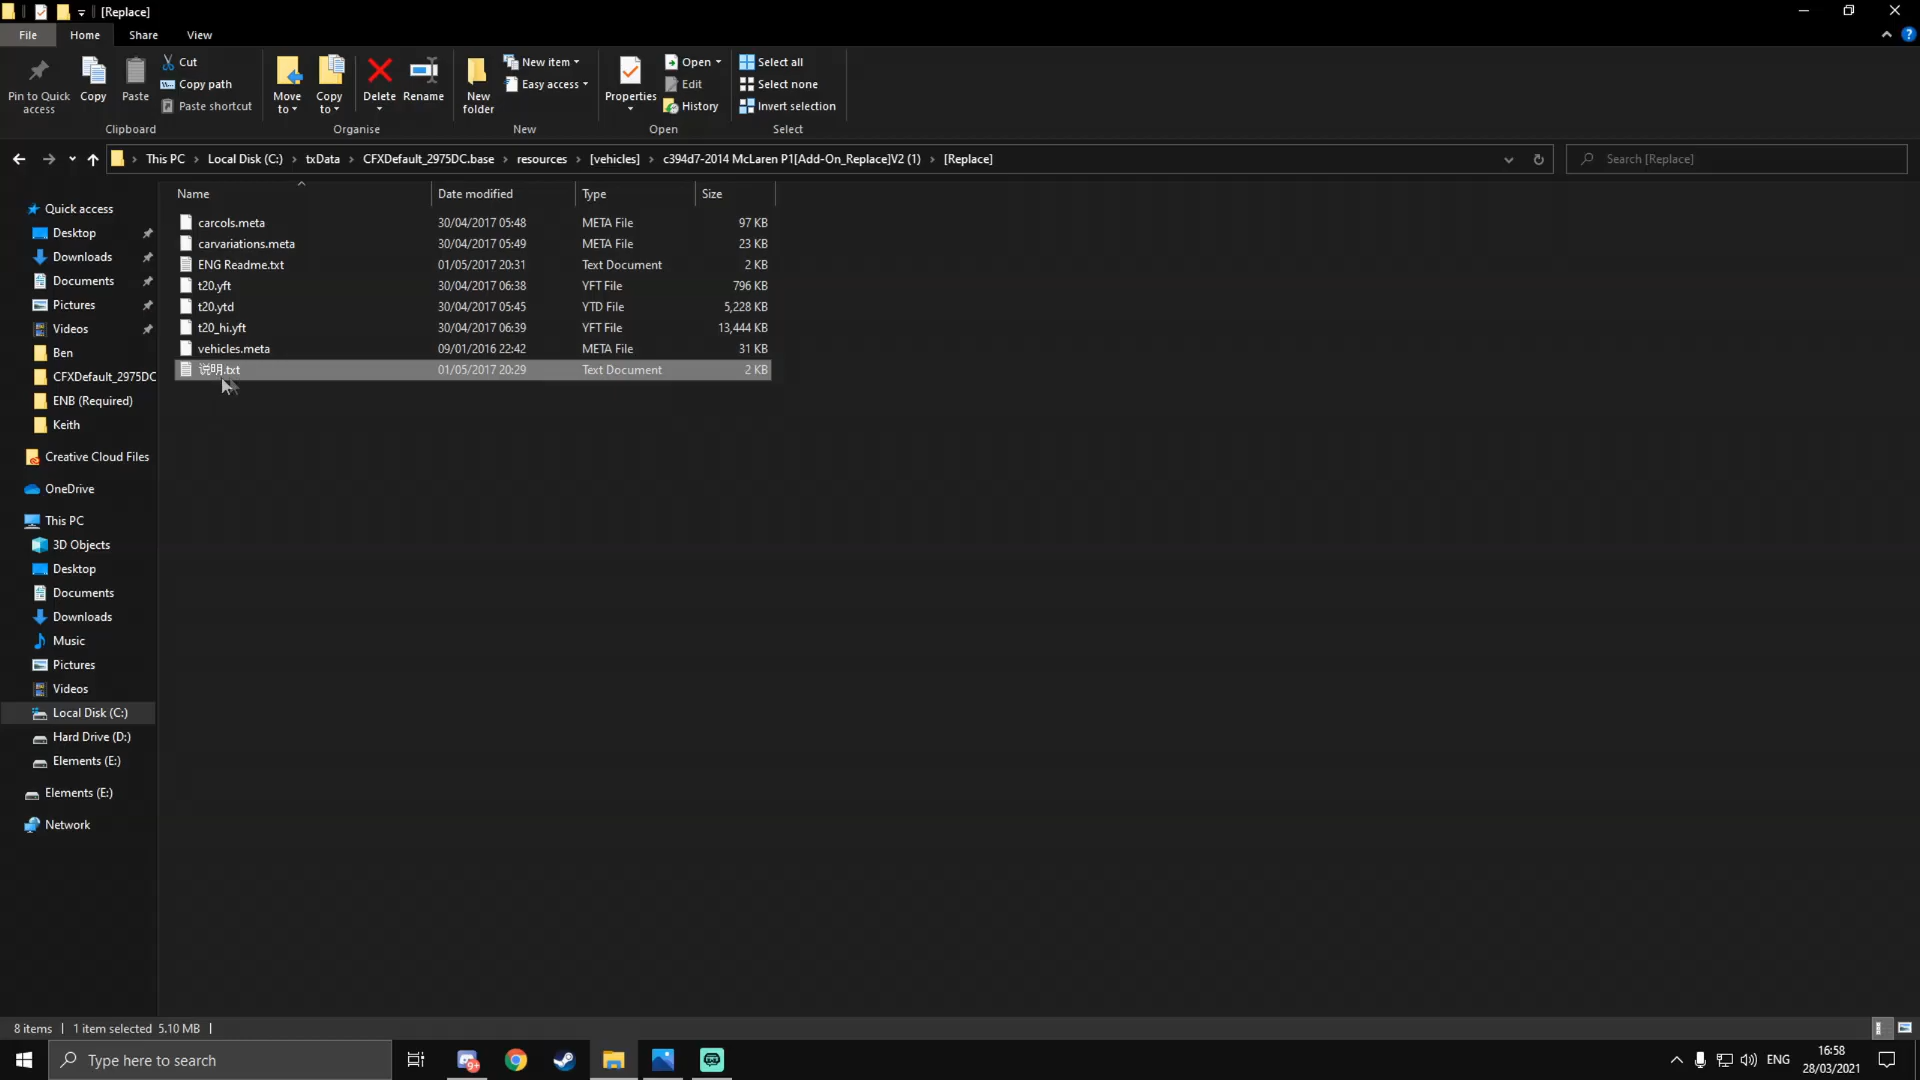 [Replace]
File Home Share View
Pin to Quick access
Copy
Paste
Cut
Copy path
Paste shortcut
Clipboard
Move to
Copy to
Delete
Rename
Organise
New folder
New item
Easy access
New
Properties
Open
Edit
History
Open
Select all
Select none
Invert selection
Select
This PC › Local Disk (C:) › txData › CFXDefault_2975DC.base › resources › [vehicles] › c394d7-2014 McLaren P1[Add-On_Replace]V2 (1) › [Replace]
Search [Replace]
Quick access
Desktop
Downloads
Documents
Pictures
Videos
Ben
CFXDefault_2975DC
ENB (Required)
Keith
Creative Cloud Files
OneDrive
This PC
3D Objects
Desktop
Documents
Downloads
Music
Pictures
Videos
Local Disk (C:)
Hard Drive (D:)
Elements (E:)
Elements (E:)
Network
Name Date modified Type Size
carcols.meta 30/04/2017 05:48 META File 97 KB
carvariations.meta 30/04/2017 05:49 META File 23 KB
ENG Readme.txt 01/05/2017 20:31 Text Document 2 KB
t20.yft 30/04/2017 06:38 YFT File 796 KB
t20.ytd 30/04/2017 05:45 YTD File 5,228 KB
t20_hi.yft 30/04/2017 06:39 YFT File 13,444 KB
vehicles.meta 09/01/2016 22:42 META File 31 KB
说明.txt 01/05/2017 20:29 Text Document 2 KB
8 items 1 item selected 5.10 MB
Type here to search
9+
ENG
16:58
28/03/2021